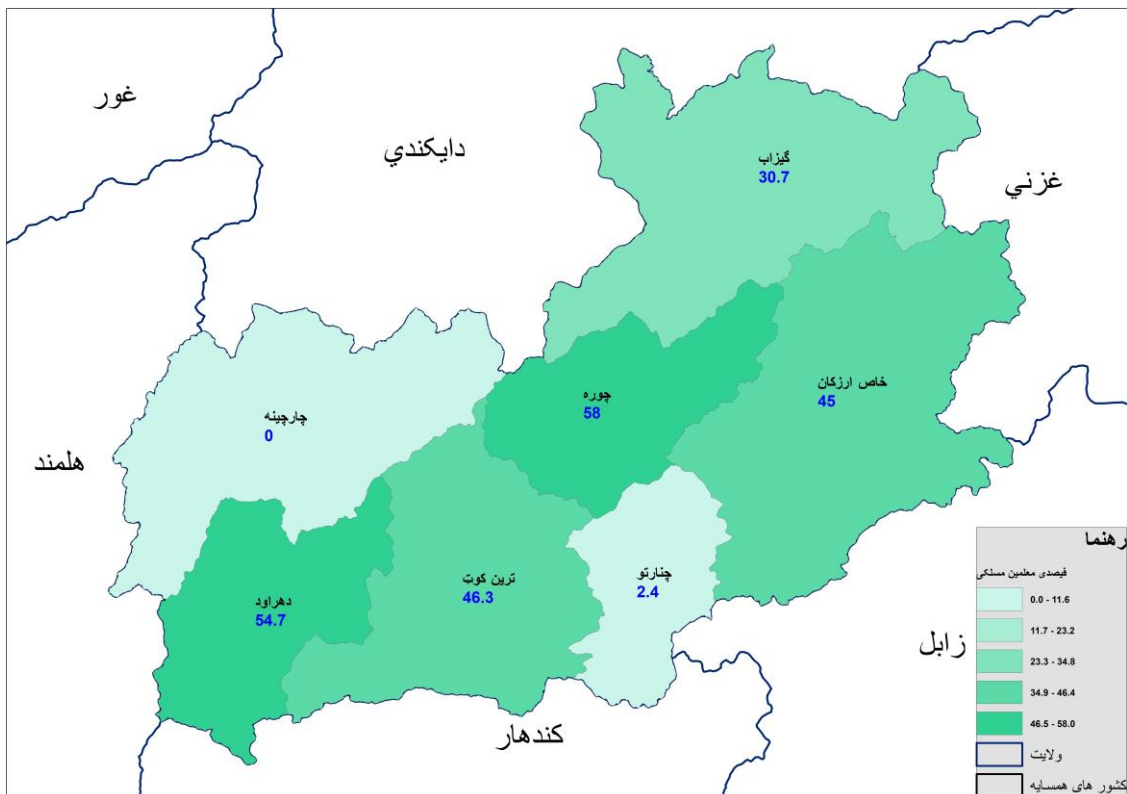 غور
دایکندي
گیزاب
30.7
غزني
خاص ارزکان
45
چوره
58
چارچینه
0
هلمند
چنارتو
2.4
ترین کوټ
46.3
دهراود
54.7
زابل
کندهار
رهنما
فیصدی معلمین مسلکی
0.0 - 11.6
11.7 - 23.2
23.3 - 34.8
34.9 - 46.4
46.5 - 58.0
ولایت
کشور های همسایه